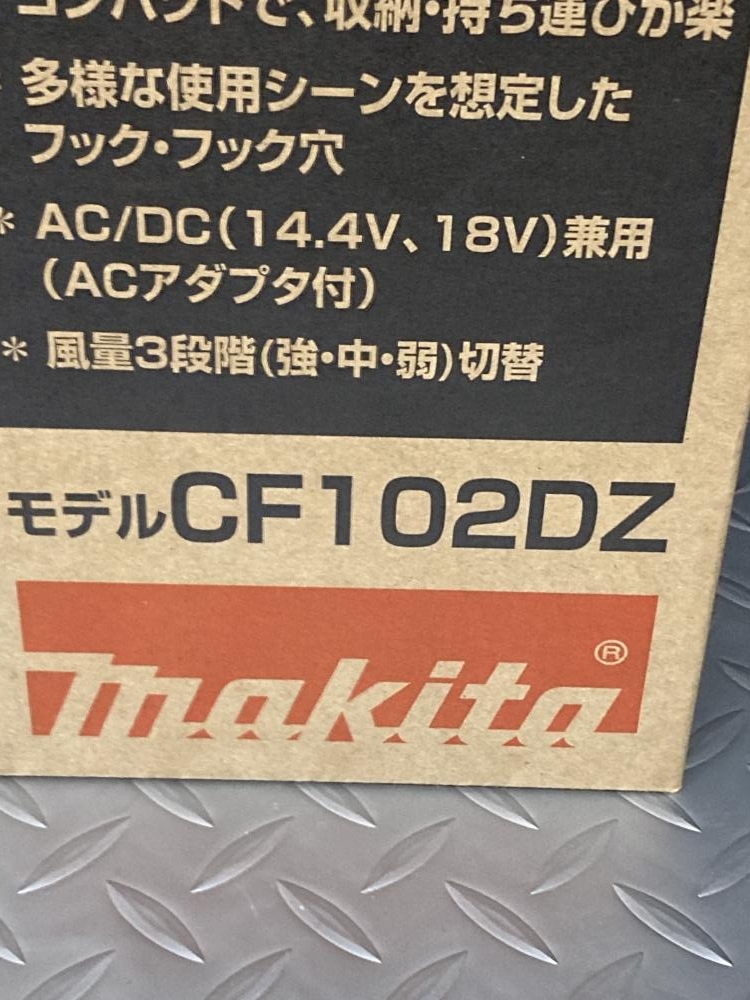 コンパクトで、収納・持ち運びが楽
多様な使用シーンを想定した
フック・フック穴
* AC/DC(14.4V、18V)兼用
(ACアダプタ付)
* 風量3段階(強・中・弱)切替
モデルCF102DZ
makita®